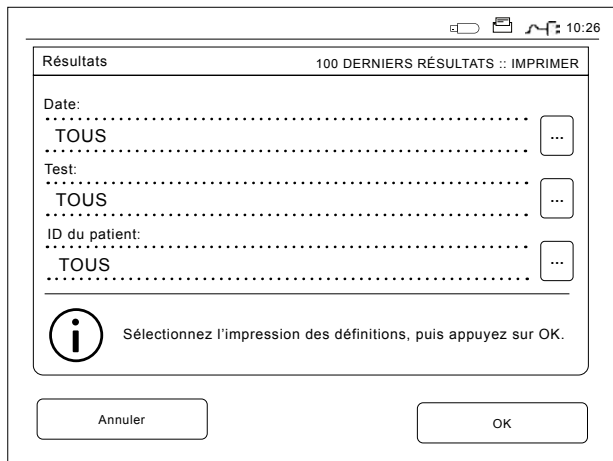 10:26
Résultats 100 DERNIERS RÉSULTATS :: IMPRIMER
Date:
TOUS ...
Test:
TOUS ...
ID du patient:
TOUS ...
i Sélectionnez l’impression des définitions, puis appuyez sur OK.
Annuler OK